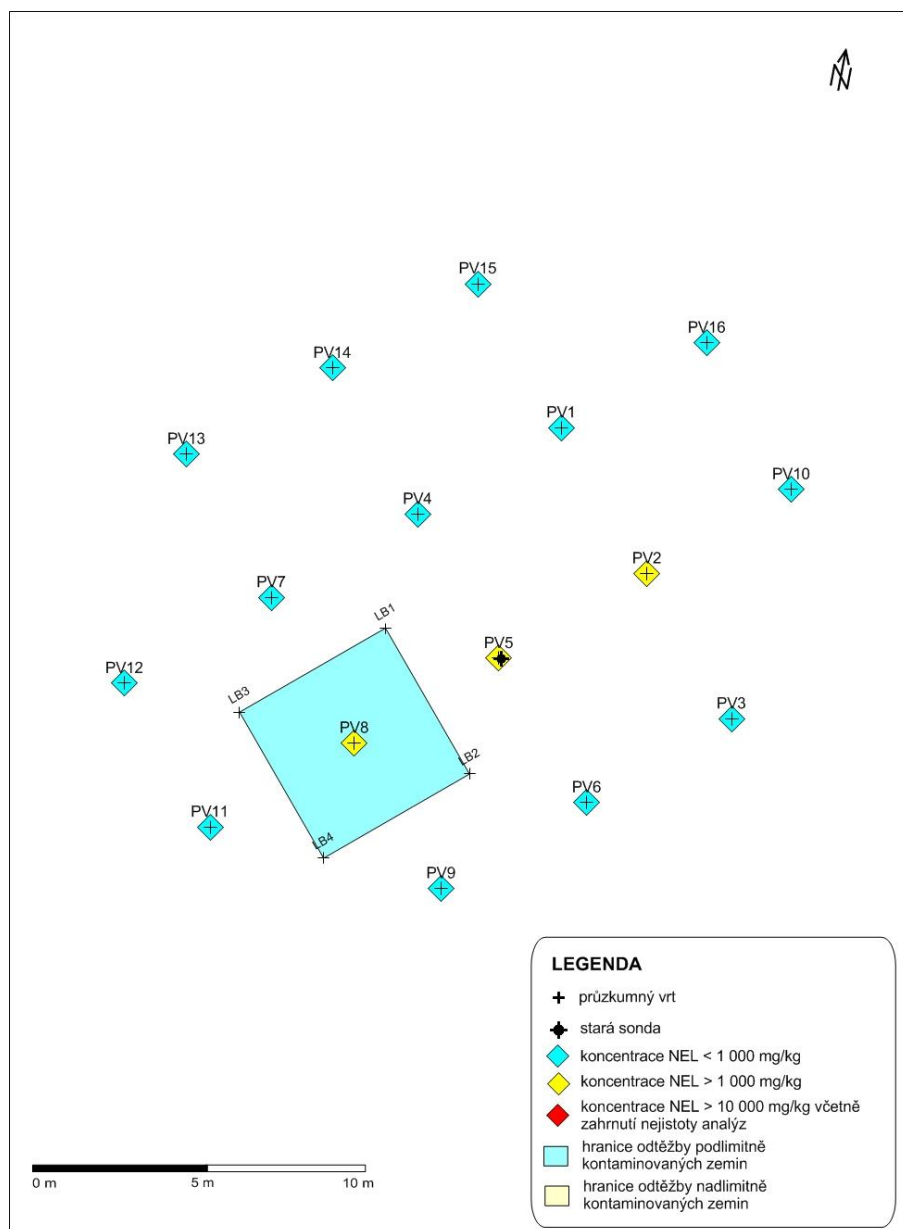 N
PV15
PV16
PV14
PV1
PV13
PV10
PV4
PV2
PV7
LB1
PV5
PV12
LB3
PV3
PV8
LB2
PV6
PV11
LB4
PV9
LEGENDA
průzkumný vrt
stará sonda
koncentrace NEL < 1 000 mg/kg
koncentrace NEL > 1 000 mg/kg
koncentrace NEL > 10 000 mg/kg včetně
zahrnutí nejistoty analýz
hranice odtěžby podlimitně
kontaminovaných zemin
hranice odtěžby nadlimitně
kontaminovaných zemin
0 m 5 m 10 m